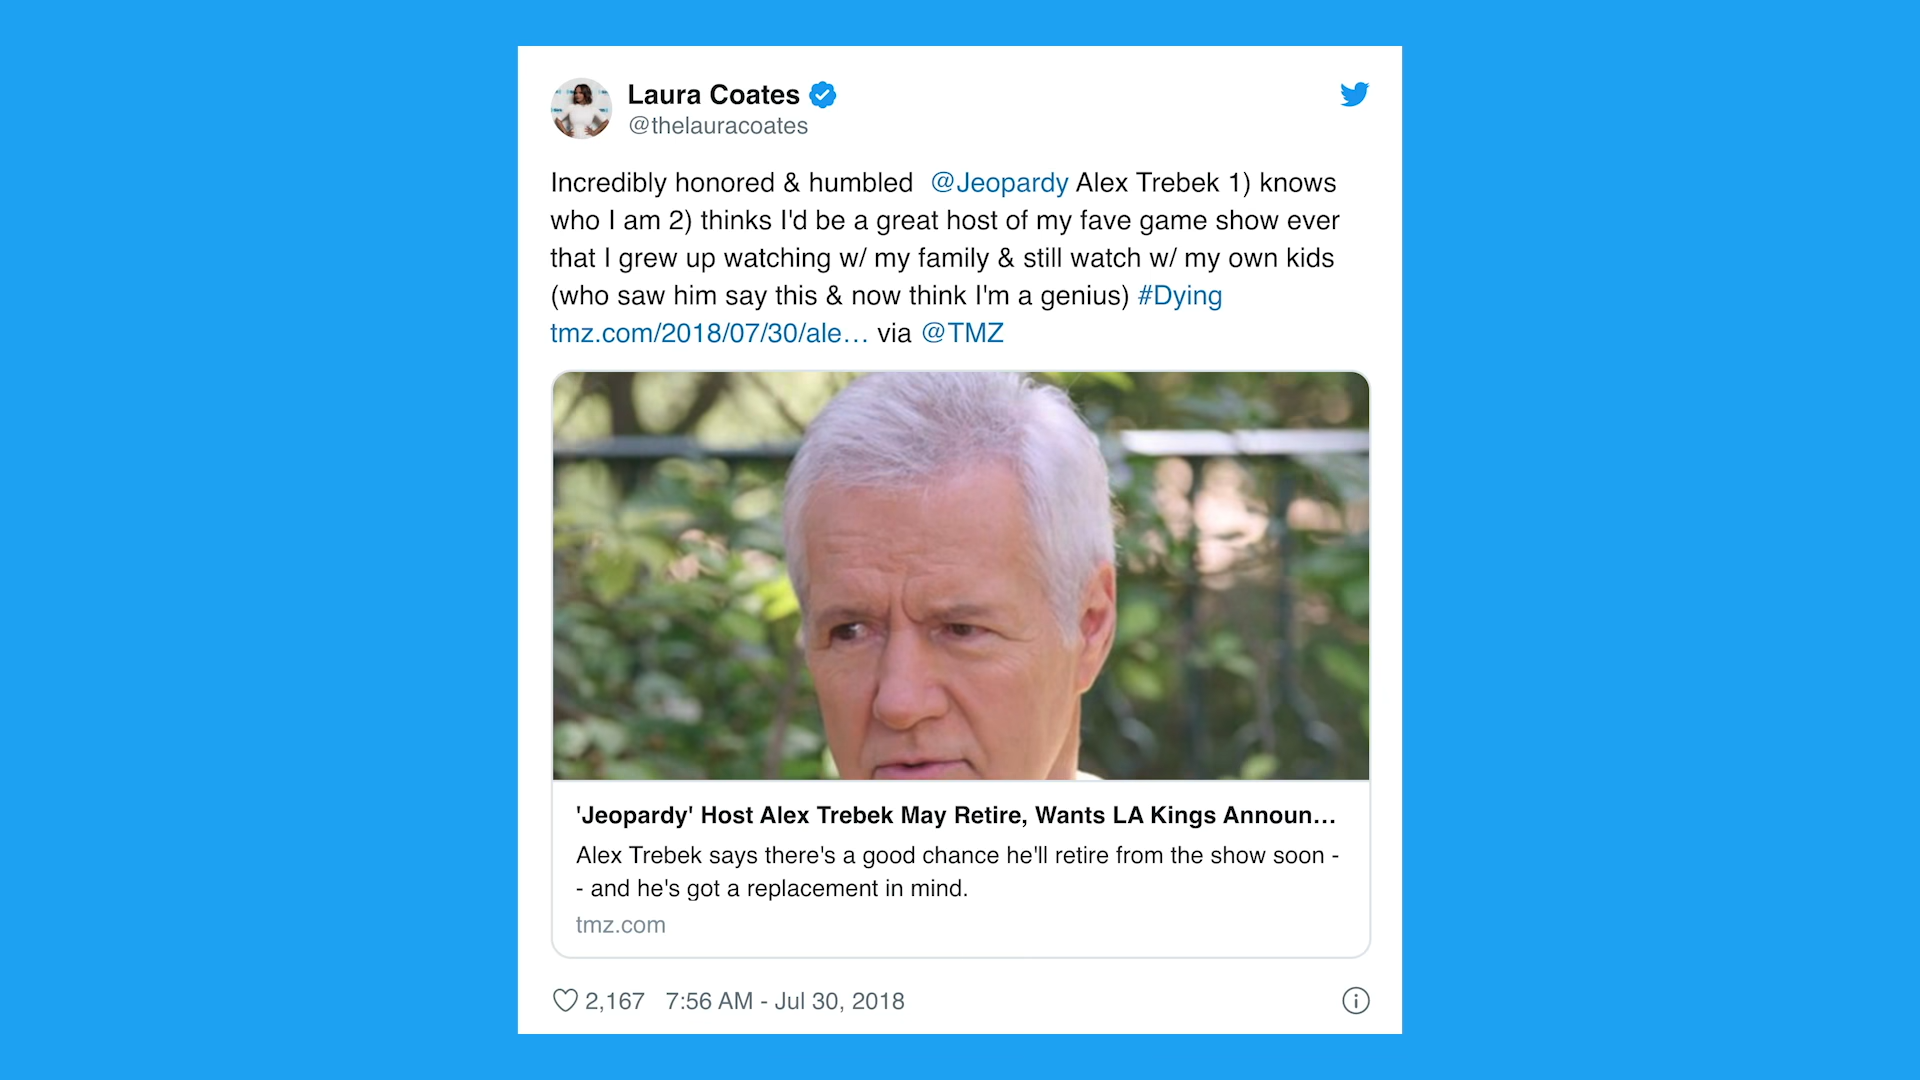 Laura Coates
@thelauracoates
Incredibly honored & humbled @Jeopardy Alex Trebek 1) knows
who I am 2) thinks I'd be a great host of my fave game show ever
that I grew up watching w/ my family & still watch w/ my own kids
(who saw him say this & now think I'm a genius) #Dying
tmz.com/2018/07/30/ale… via @TMZ
'Jeopardy' Host Alex Trebek May Retire, Wants LA Kings Announ...
Alex Trebek says there's a good chance he'll retire from the show soon -
- and he's got a replacement in mind.
tmz.com
2,167 7:56 AM - Jul 30, 2018